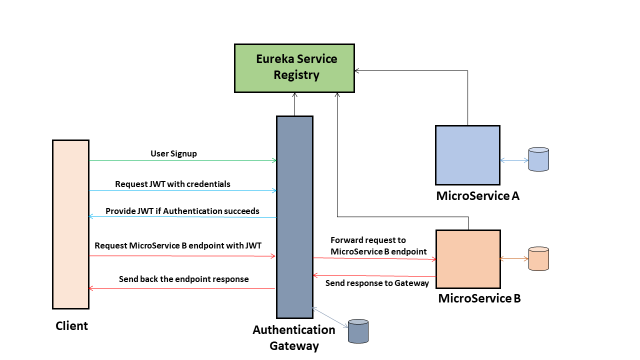 Eureka Service
Registry
User Signup
Request JWT with credentials
Provide JWT if Authentication succeeds
Request MicroService B endpoint with JWT
Send back the endpoint response
Forward request to
MicroService B endpoint
Send response to Gateway
MicroService A
MicroService B
Client
Authentication
Gateway